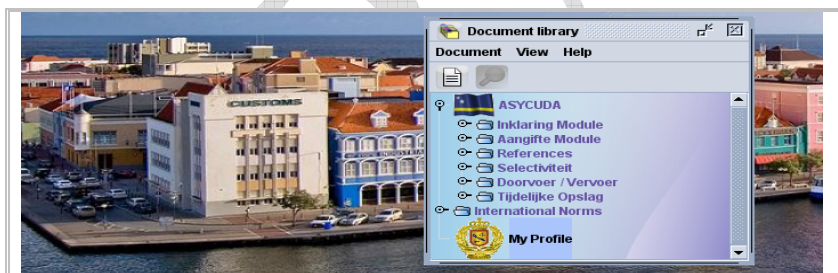 CUSTOMS
Document library
Document View Help
ASYCUDA
Inklaring Module
Aangifte Module
References
Selectiviteit
Doorvoer / Vervoer
Tijdelijke Opslag
International Norms
My Profile